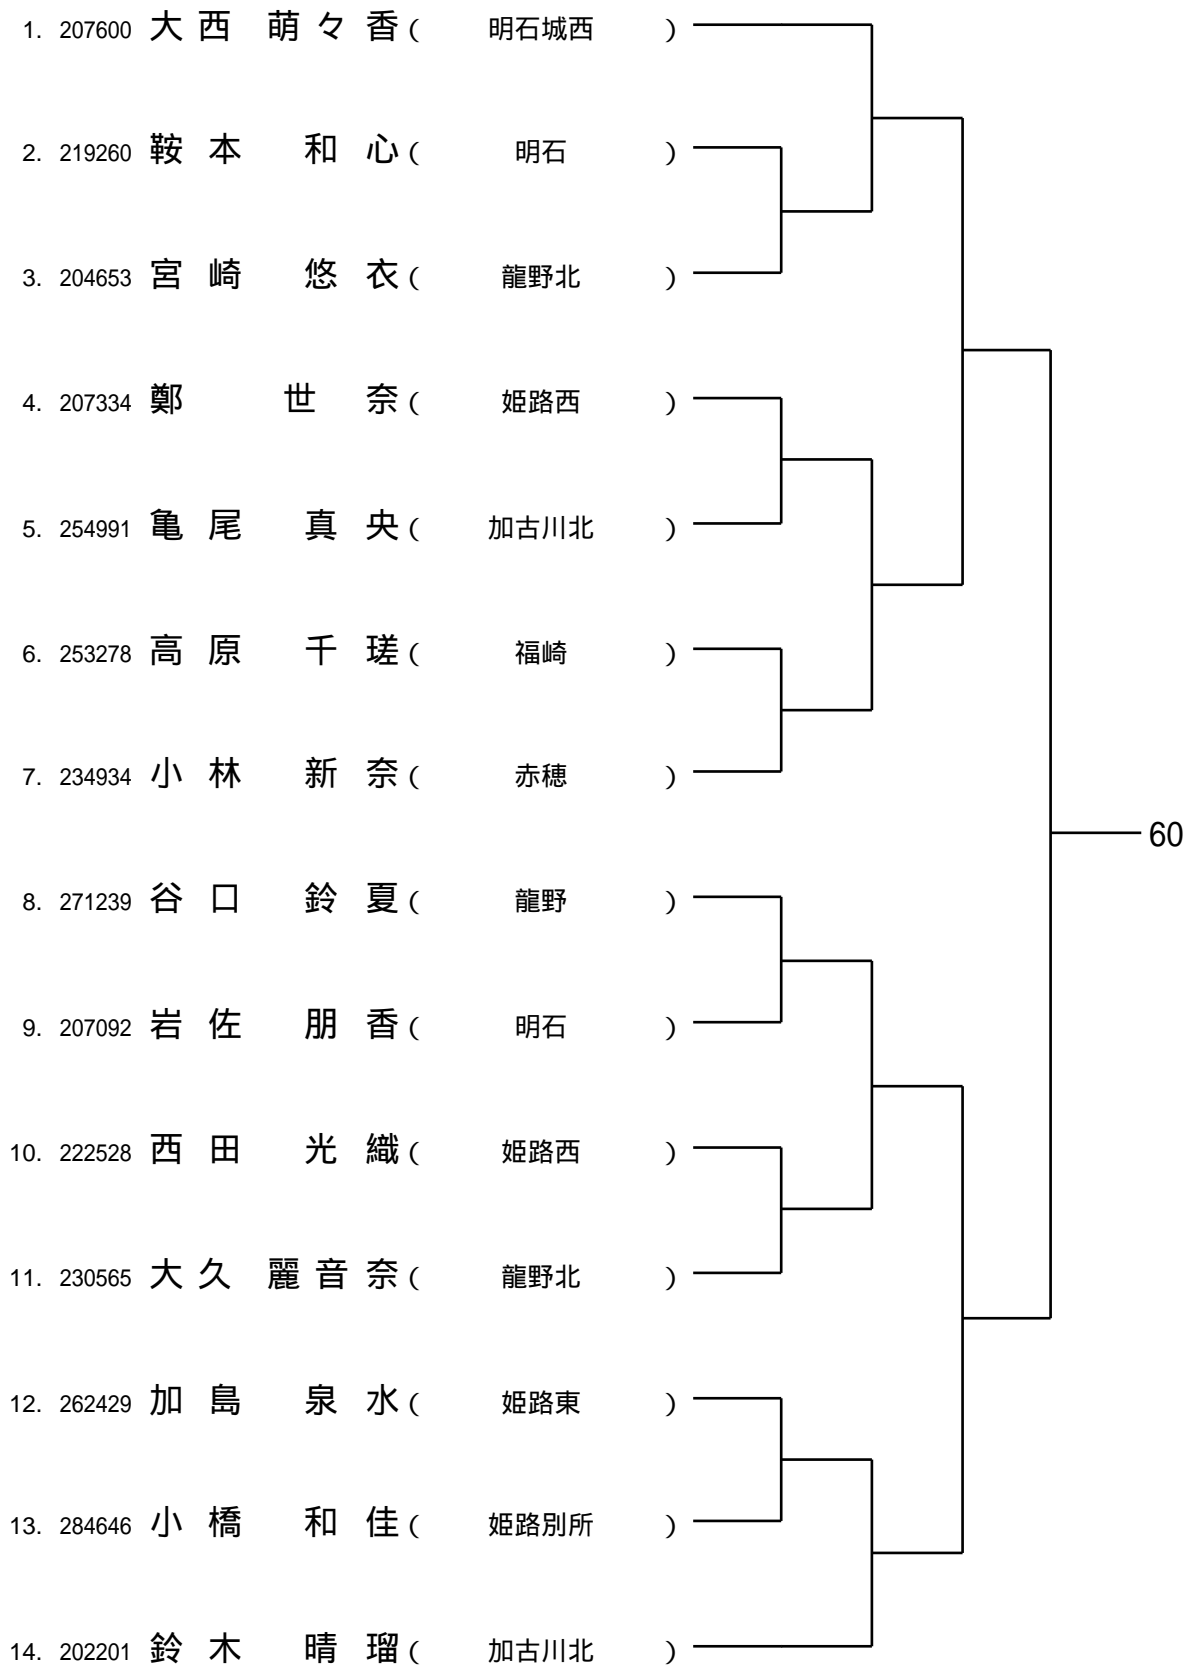 1. 207600 大西 萌々香 ( 明石城西 )
2. 219260 鞍本 和心 ( 明石 )
3. 204653 宮崎 悠衣 ( 龍野北 )
4. 207334 鄭 世奈 ( 姫路西 )
5. 254991 亀尾 真央 ( 加古川北 )
6. 253278 高原 千瑳 ( 福崎 )
7. 234934 小林 新奈 ( 赤穂 )
60
8. 271239 谷口 鈴夏 ( 龍野 )
9. 207092 岩佐 朋香 ( 明石 )
10. 222528 西田 光織 ( 姫路西 )
11. 230565 大久 麗音奈 ( 龍野北 )
12. 262429 加島 泉水 ( 姫路東 )
13. 284646 小橋 和佳 ( 姫路別所 )
14. 202201 鈴木 晴瑠 ( 加古川北 )